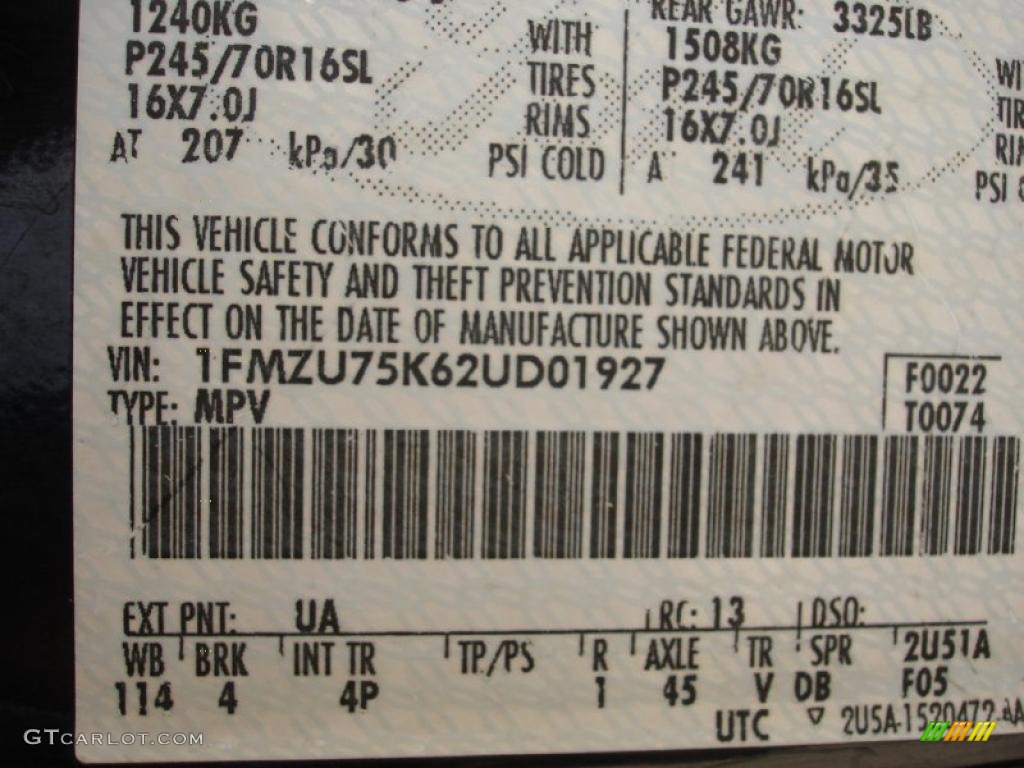 1240KG WITH REAR GAWR: 3325LB
P245/70R16SL TIRES 1508KG
16X7.0J RIMS P245/70R16SL
AT 207 kPa/30 PSI COLD 16X7.0J
A 241 kPa/35 PSI
THIS VEHICLE CONFORMS TO ALL APPLICABLE FEDERAL MOTOR
VEHICLE SAFETY AND THEFT PREVENTION STANDARDS IN
EFFECT ON THE DATE OF MANUFACTURE SHOWN ABOVE.
VIN: 1FMZU75K62UD01927
F0022
TYPE: MPV
T0074
EXT PNT: UA RC: 13 DSO:
WB BRK INT TR TP/PS R AXLE TR SPR 2U51A
114 4 4P 1 45 V DB F05
UTC 2U5A-1520472-AA
GTCARLOT.COM